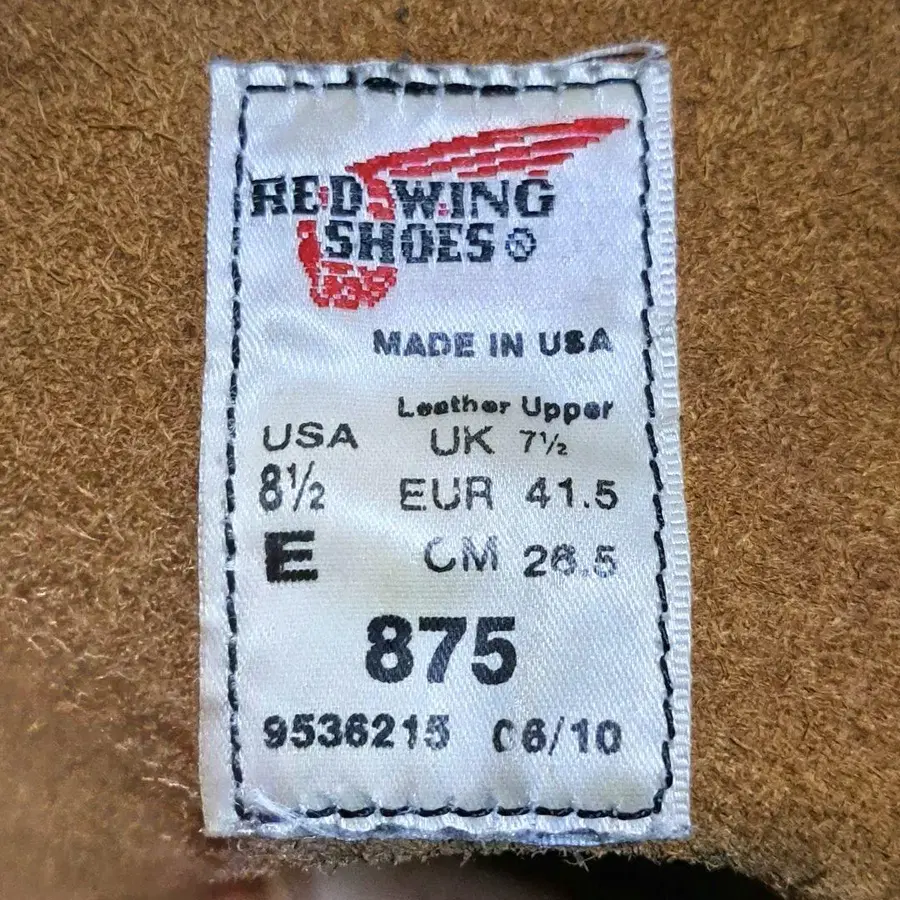 RED WING
SHOES®
MADE IN USA
Leather Upper
USA UK 7½
8½ EUR 41.5
E CM 26.5
875
9536215 06/10